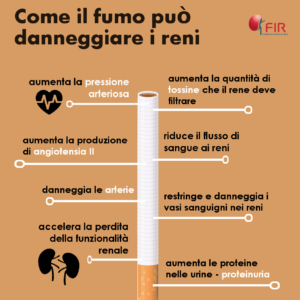 Come il fumo può
danneggiare i reni
FIR
aumenta la pressione
arteriosa
aumenta la quantità di
tossine che il rene deve
filtrare
aumenta la produzione
di angiotensia II
riduce il flusso di
sangue ai reni
danneggia le arterie
restringe e danneggia i
vasi sanguigni nei reni
accelera la perdita
della funzionalità
renale
aumenta le proteine
nelle urine - proteinuria